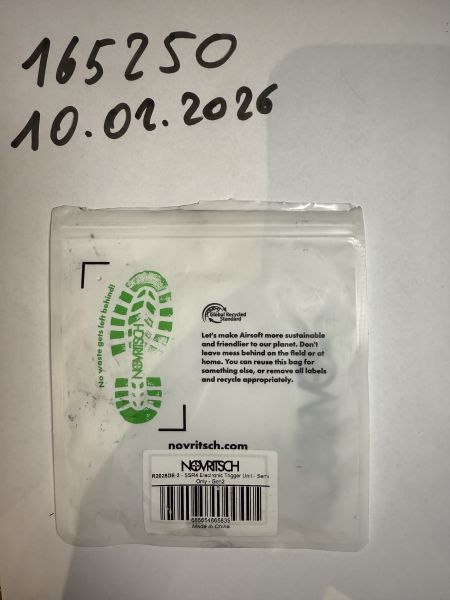 165250
10.01.2026
No waste gets left behind!
NOVRITSCH
Global Recycled
Standard
Let's make Airsoft more sustainable
and friendlier to our planet. Don't
leave mess behind on the field or at
home. You can reuse this bag for
something else, or remove all labels
and recycle appropriately.
novritsch.com
NOVRITSCH
SSR4 Electronic Trigger Unit - Semi
Only - Gen2
Made in China